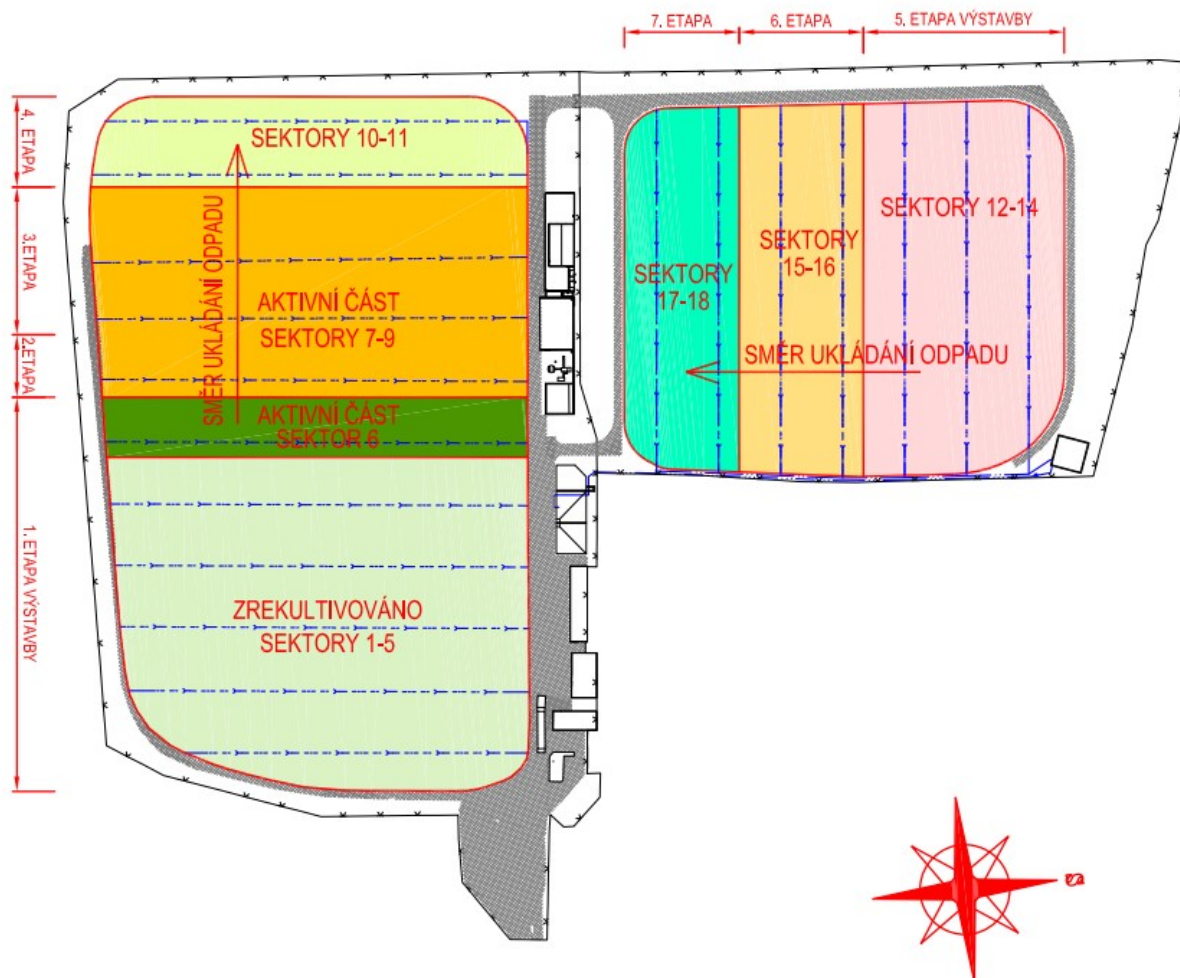 7. ETAPA
6. ETAPA
5. ETAPA VÝSTAVBY
4. ETAPA
3.ETAPA
2.ETAPA
1. ETAPA VÝSTAVBY
SEKTORY 10-11
SMĚR UKLÁDÁNÍ ODPADU
AKTIVNÍ ČÁST
SEKTORY 7-9
AKTIVNÍ ČÁST
SEKTOR 6
ZREKULTIVOVÁNO
SEKTORY 1-5
SEKTORY 12-14
SEKTORY
15-16
SEKTORY
17-18
SMĚR UKLÁDÁNÍ ODPADU